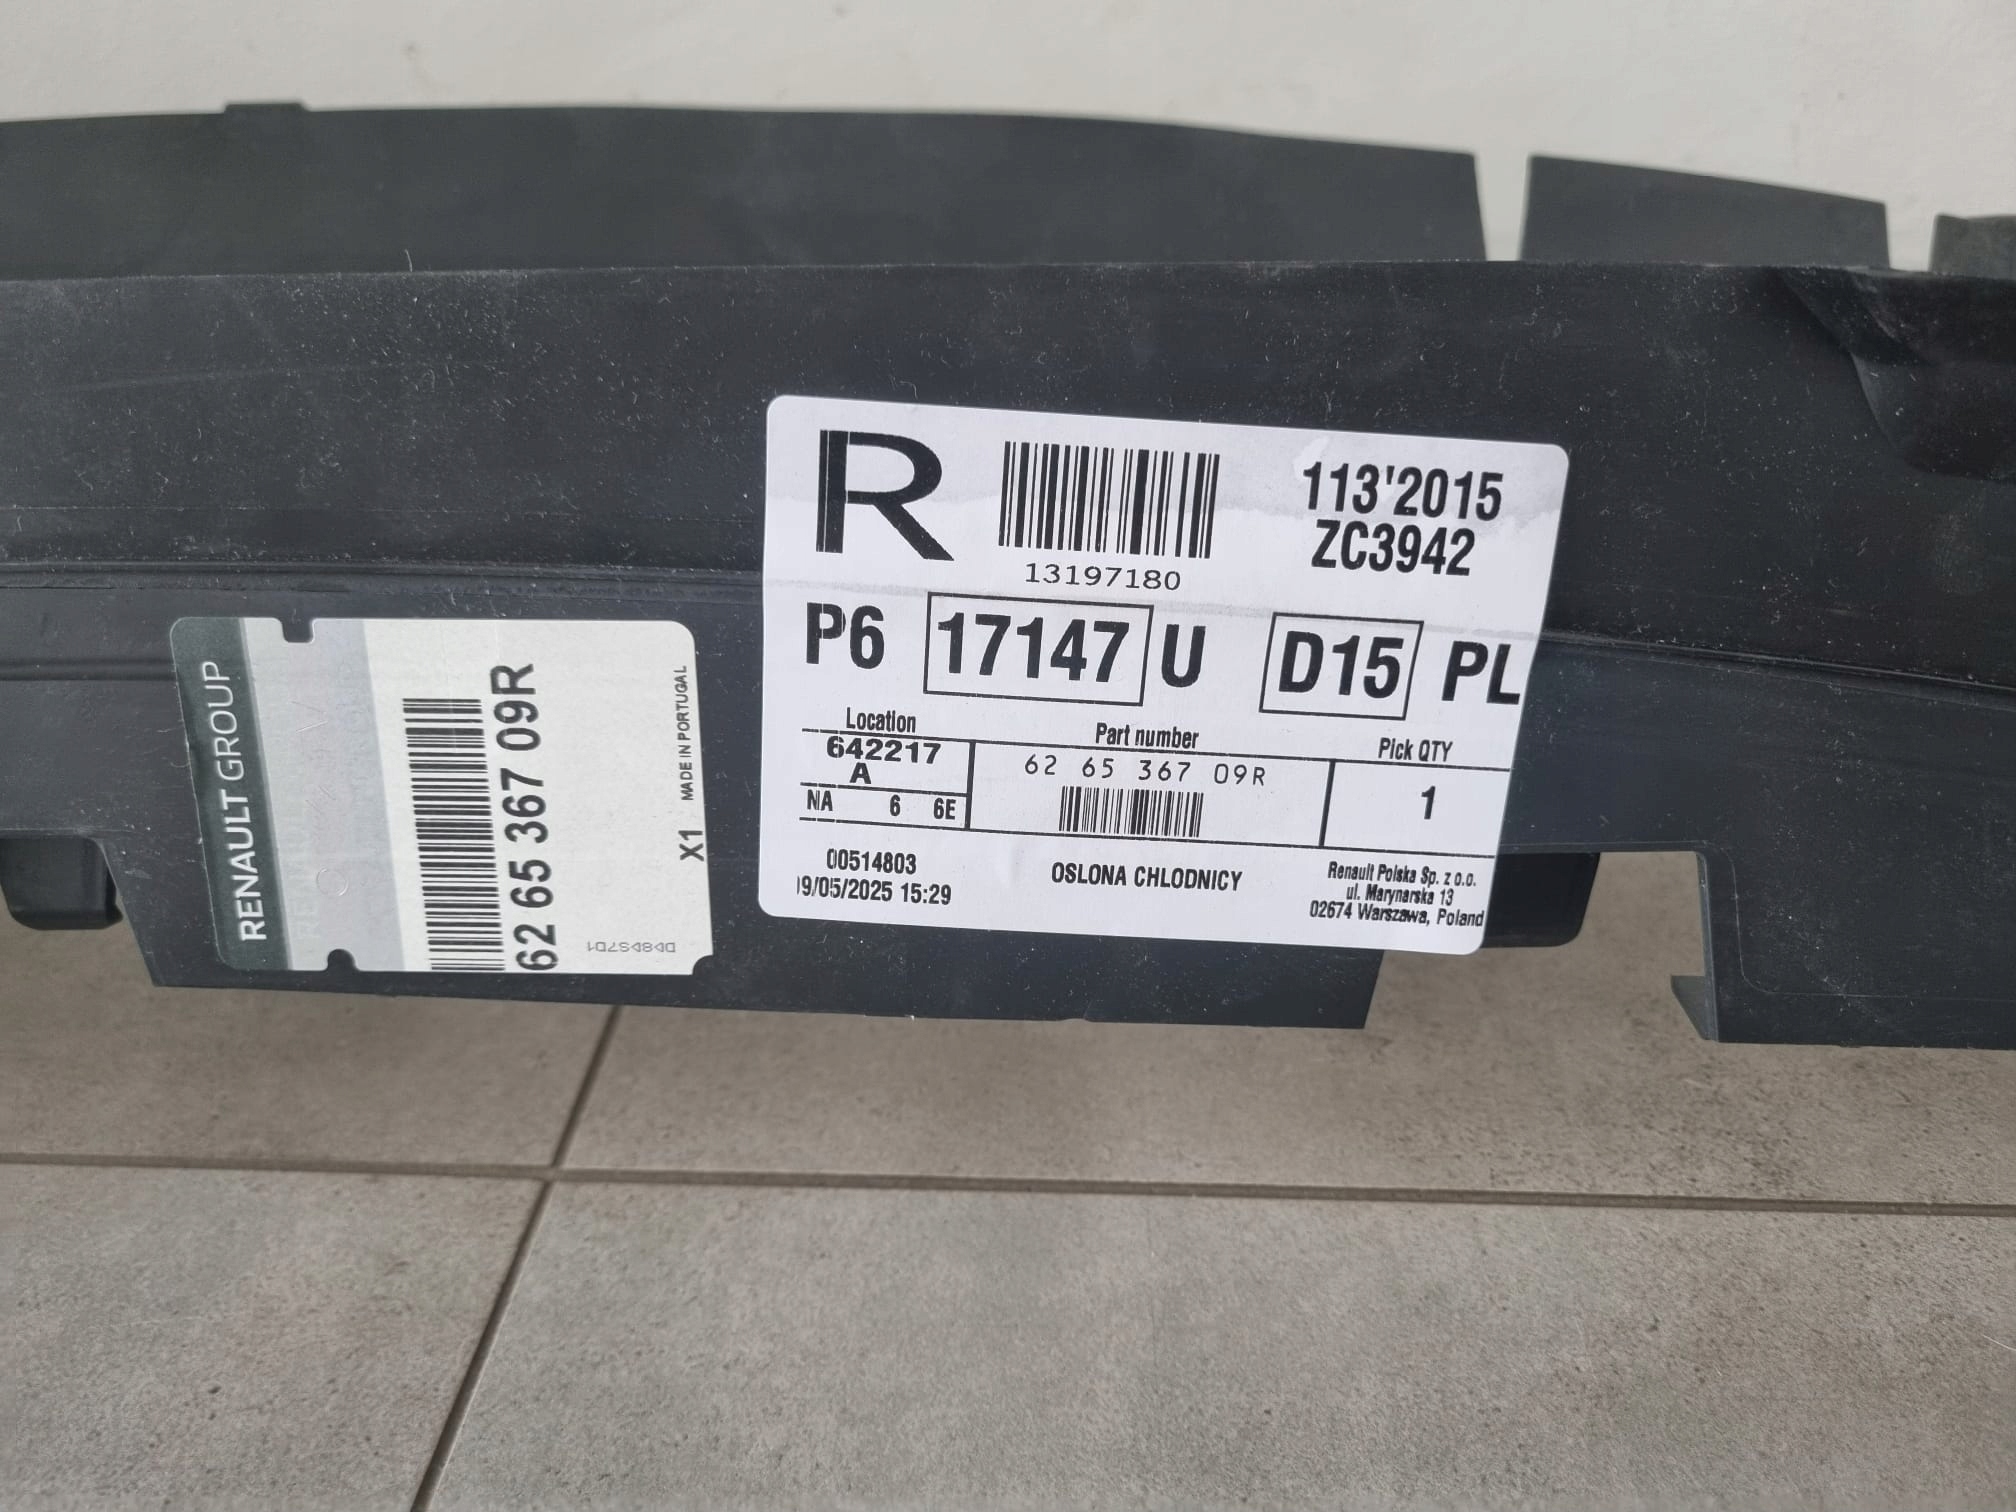 RENAULT GROUP
62 65 367 09R
X1 MADE IN PORTUGAL
R
13197180
113'2015
ZC3942
P6 17147 U D15 PL
Location
642217
A
NA 6 6E
Part number
62 65 367 09R
Pick QTY
1
00514803
9/05/2025 15:29
OSLONA CHLODNICY
Renault Polska Sp. z o.o.
ul. Marynarska 13
02674 Warszawa, Poland